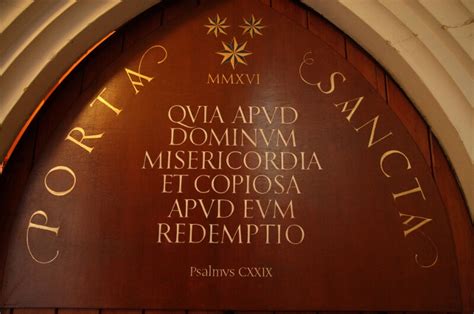 PORTA SANCTA
MMXVI
QVIA APVD
DOMINVM
MISERICORDIA
ET COPIOSA
APVD EVM
REDEMPTIO
Psalmvs CXXIX